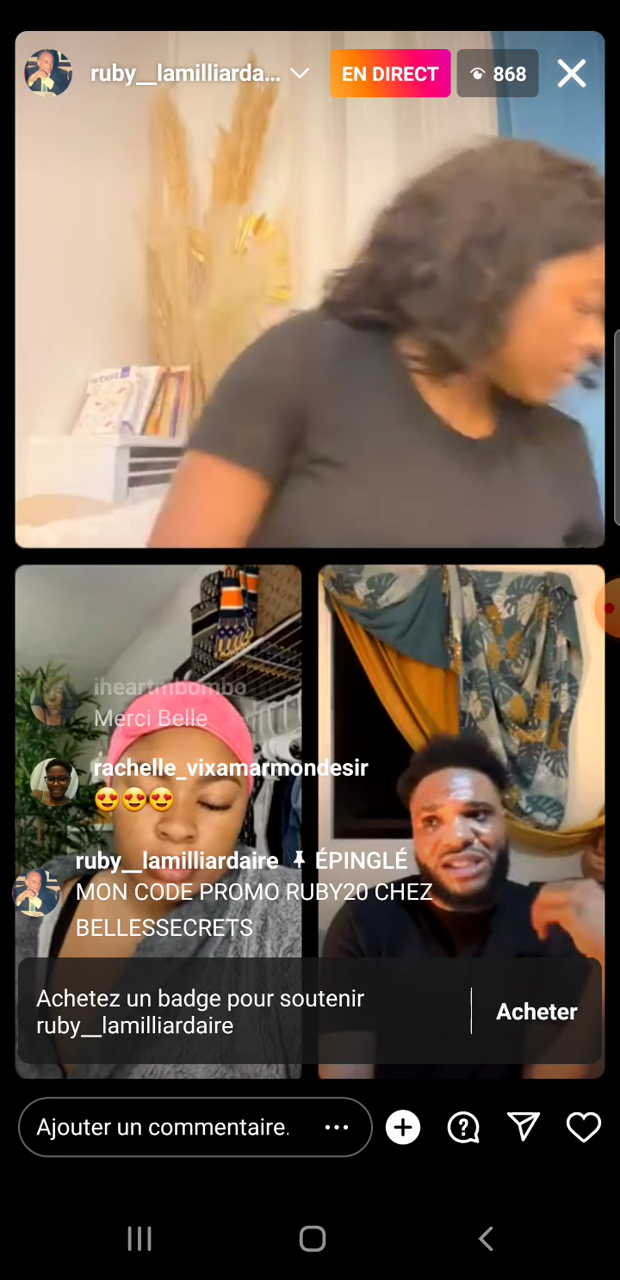 ruby__lamilliarda...
EN DIRECT
868
iheartmbombo
Merci Belle
rachelle_vixamarmondesir
😍😍😍
ruby__lamilliardaire ÉPINGLÉ
MON CODE PROMO RUBY20 CHEZ
BELLESSECRETS
Achetez un badge pour soutenir
ruby__lamilliardaire
Acheter
Ajouter un commentaire.